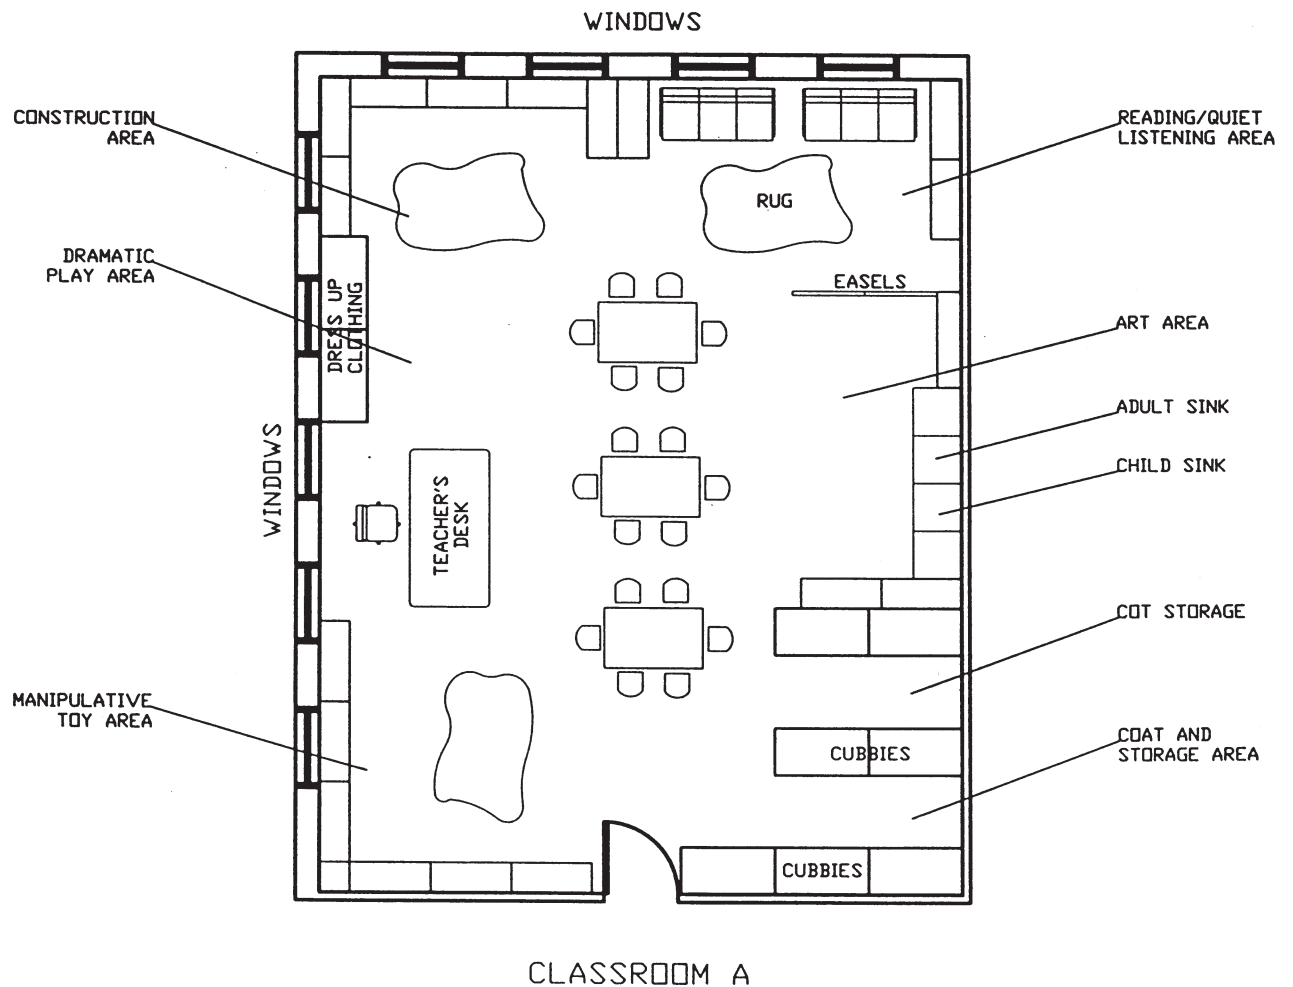 WINDOWS
CONSTRUCTION
AREA
READING/QUIET
LISTENING AREA
RUG
DRAMATIC
PLAY AREA
DRESS UP
CLOTHING
EASELS
ART AREA
ADULT SINK
CHILD SINK
WINDOWS
TEACHER'S
DESK
COT STORAGE
MANIPULATIVE
TOY AREA
COAT AND
STORAGE AREA
CUBBIES
CUBBIES
CLASSROOM A